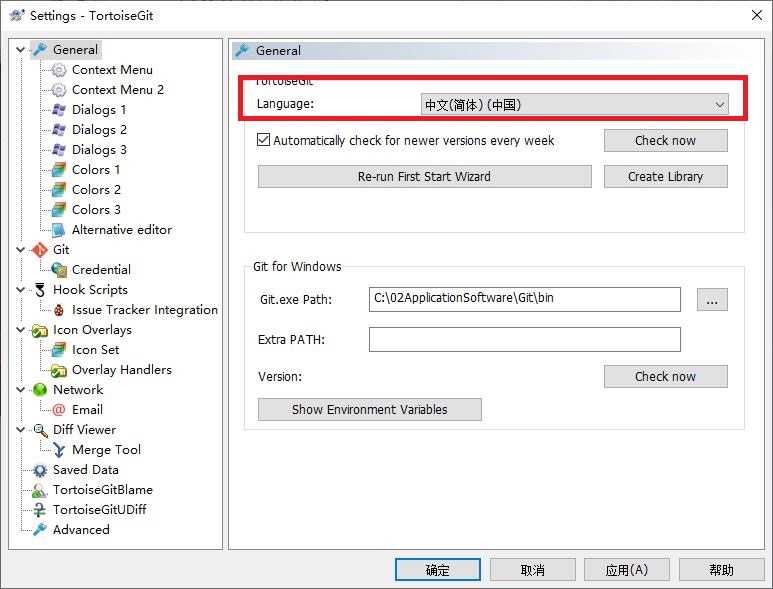 Settings - TortoiseGit
General
Context Menu
Context Menu 2
Dialogs 1
Dialogs 2
Dialogs 3
Colors 1
Colors 2
Colors 3
Alternative editor
Git
Credential
Hook Scripts
Issue Tracker Integration
Icon Overlays
Icon Set
Overlay Handlers
Network
Email
Diff Viewer
Merge Tool
Saved Data
TortoiseGitBlame
TortoiseGitUDiff
Advanced
General
TortoiseGit
Language: 中文(简体) (中国)
Automatically check for newer versions every week Check now
Re-run First Start Wizard Create Library
Git for Windows
Git.exe Path: C:\02ApplicationSoftware\Git\bin ...
Extra PATH:
Version: Check now
Show Environment Variables
确定 取消 应用(A) 帮助